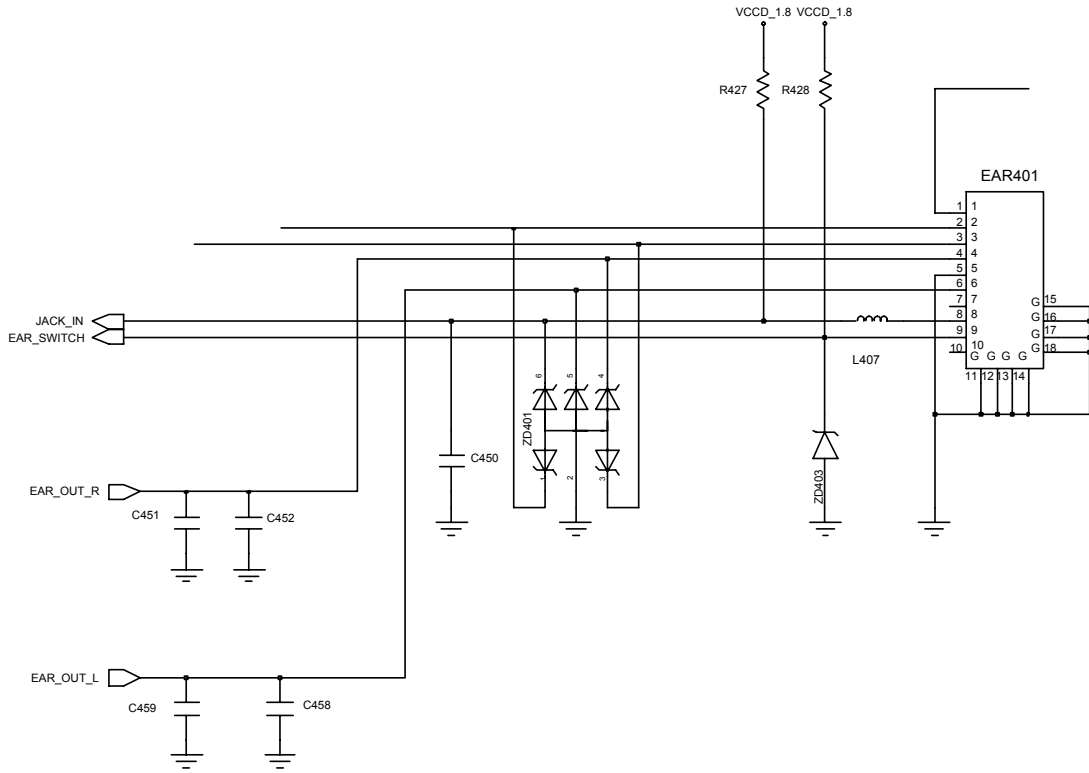 VCCD_1.8 VCCD_1.8
R427 R428
EAR401
1 1
2 2
3 3
4 4
5 5
6 6
7 7
8 8
9 9
10 10
G 15
G 16
G 17
G 18
G G G G
11 12 13 14
JACK_IN
EAR_SWITCH
L407
6 5 4
ZD401
1 2 3
C450
ZD403
EAR_OUT_R
C451 C452
EAR_OUT_L
C459 C458